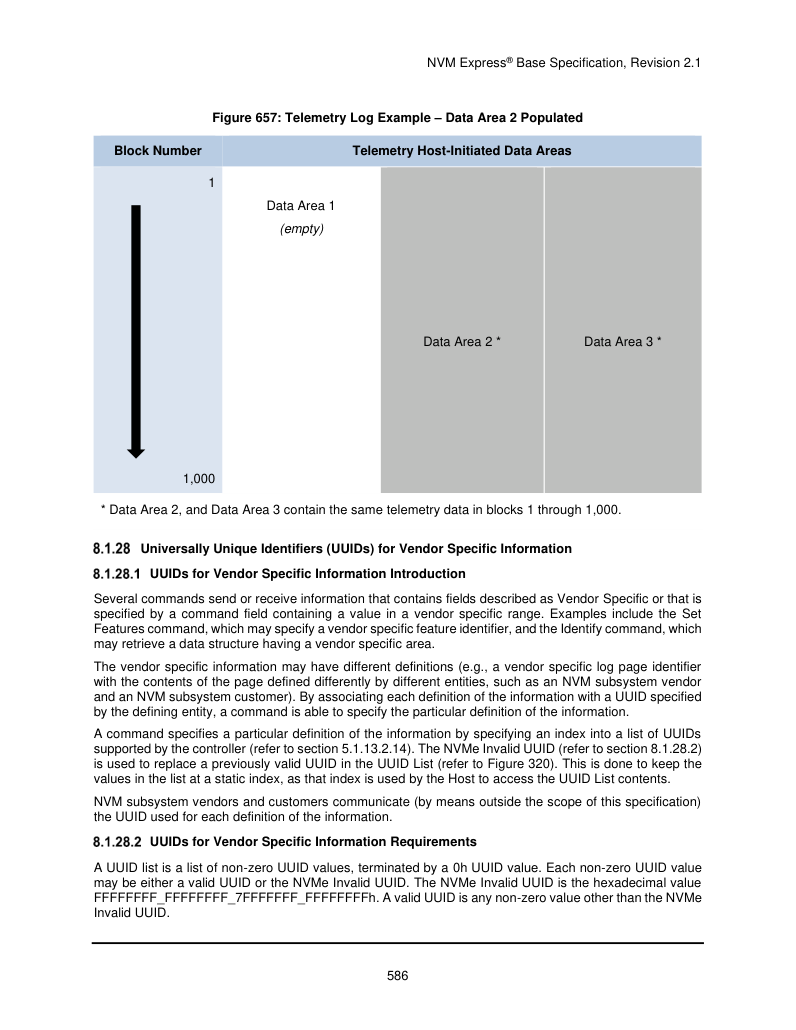 NVM Express® Base Specification, Revision 2.1
Figure 657: Telemetry Log Example – Data Area 2 Populated
Block Number
Telemetry Host-Initiated Data Areas
1
Data Area 1
(empty)
Data Area 2 *
Data Area 3 *
1,000
* Data Area 2, and Data Area 3 contain the same telemetry data in blocks 1 through 1,000.
8.1.28 Universally Unique Identifiers (UUIDs) for Vendor Specific Information
8.1.28.1 UUIDs for Vendor Specific Information Introduction
Several commands send or receive information that contains fields described as Vendor Specific or that is
specified by a command field containing a value in a vendor specific range. Examples include the Set
Features command, which may specify a vendor specific feature identifier, and the Identify command, which
may retrieve a data structure having a vendor specific area.
The vendor specific information may have different definitions (e.g., a vendor specific log page identifier
with the contents of the page defined differently by different entities, such as an NVM subsystem vendor
and an NVM subsystem customer). By associating each definition of the information with a UUID specified
by the defining entity, a command is able to specify the particular definition of the information.
A command specifies a particular definition of the information by specifying an index into a list of UUIDs
supported by the controller (refer to section 5.1.13.2.14). The NVMe Invalid UUID (refer to section 8.1.28.2)
is used to replace a previously valid UUID in the UUID List (refer to Figure 320). This is done to keep the
values in the list at a static index, as that index is used by the Host to access the UUID List contents.
NVM subsystem vendors and customers communicate (by means outside the scope of this specification)
the UUID used for each definition of the information.
8.1.28.2 UUIDs for Vendor Specific Information Requirements
A UUID list is a list of non-zero UUID values, terminated by a 0h UUID value. Each non-zero UUID value
may be either a valid UUID or the NVMe Invalid UUID. The NVMe Invalid UUID is the hexadecimal value
FFFFFFFF_FFFFFFFF_7FFFFFFF_FFFFFFFFh. A valid UUID is any non-zero value other than the NVMe
Invalid UUID.
586